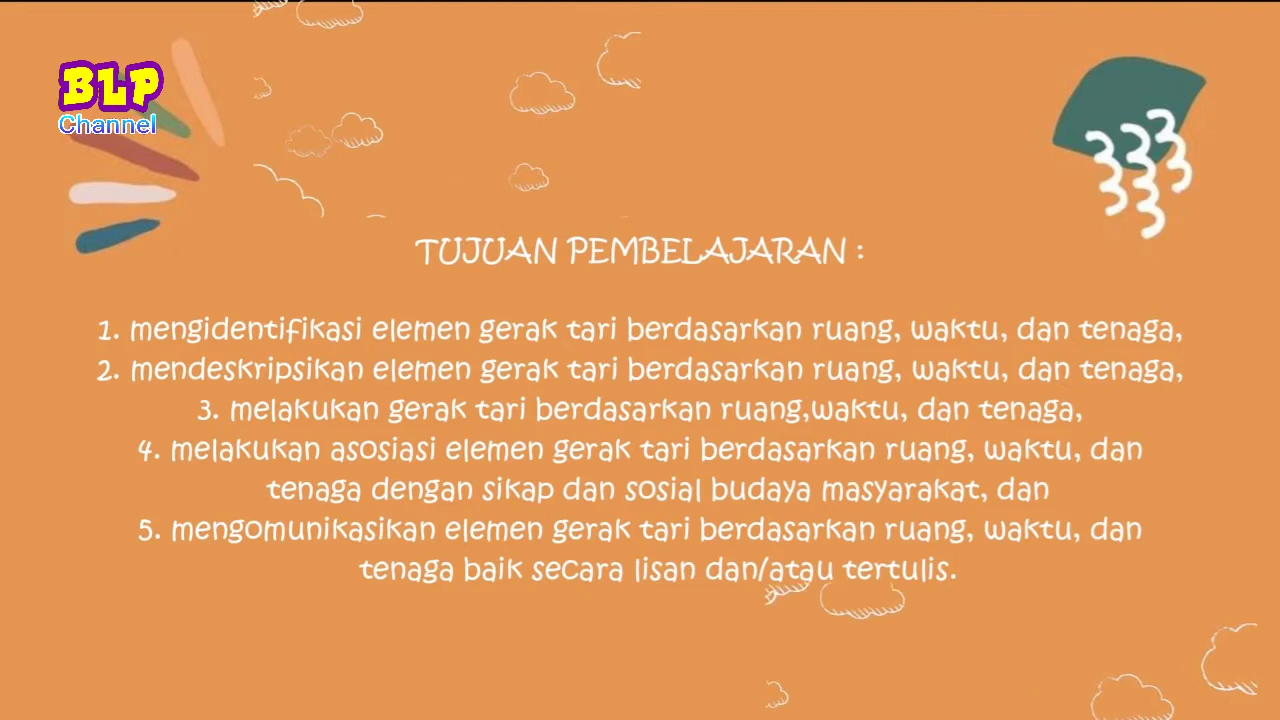 BLP
Channel
TUJUAN PEMBELAJARAN :
1. mengidentifikasi elemen gerak tari berdasarkan ruang, waktu, dan tenaga,
2. mendeskripsikan elemen gerak tari berdasarkan ruang, waktu, dan tenaga,
3. melakukan gerak tari berdasarkan ruang,waktu, dan tenaga,
4. melakukan asosiasi elemen gerak tari berdasarkan ruang, waktu, dan
tenaga dengan sikap dan sosial budaya masyarakat, dan
5. mengomunikasikan elemen gerak tari berdasarkan ruang, waktu, dan
tenaga baik secara lisan dan/atau tertulis.